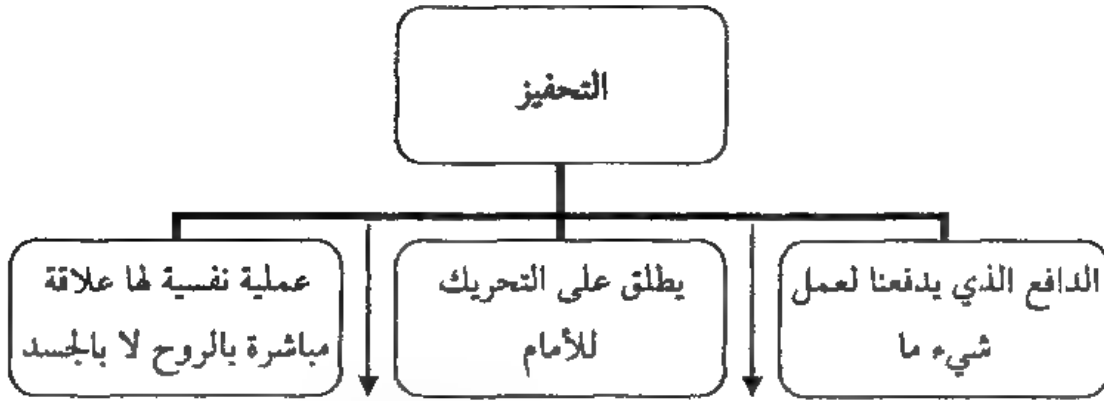 التحفيز
الدافع الذي يدفعنا لعمل
شيء ما
يطلق على التحريك
للأمام
عملية نفسية لها علاقة
مباشرة بالروح لا بالجسد